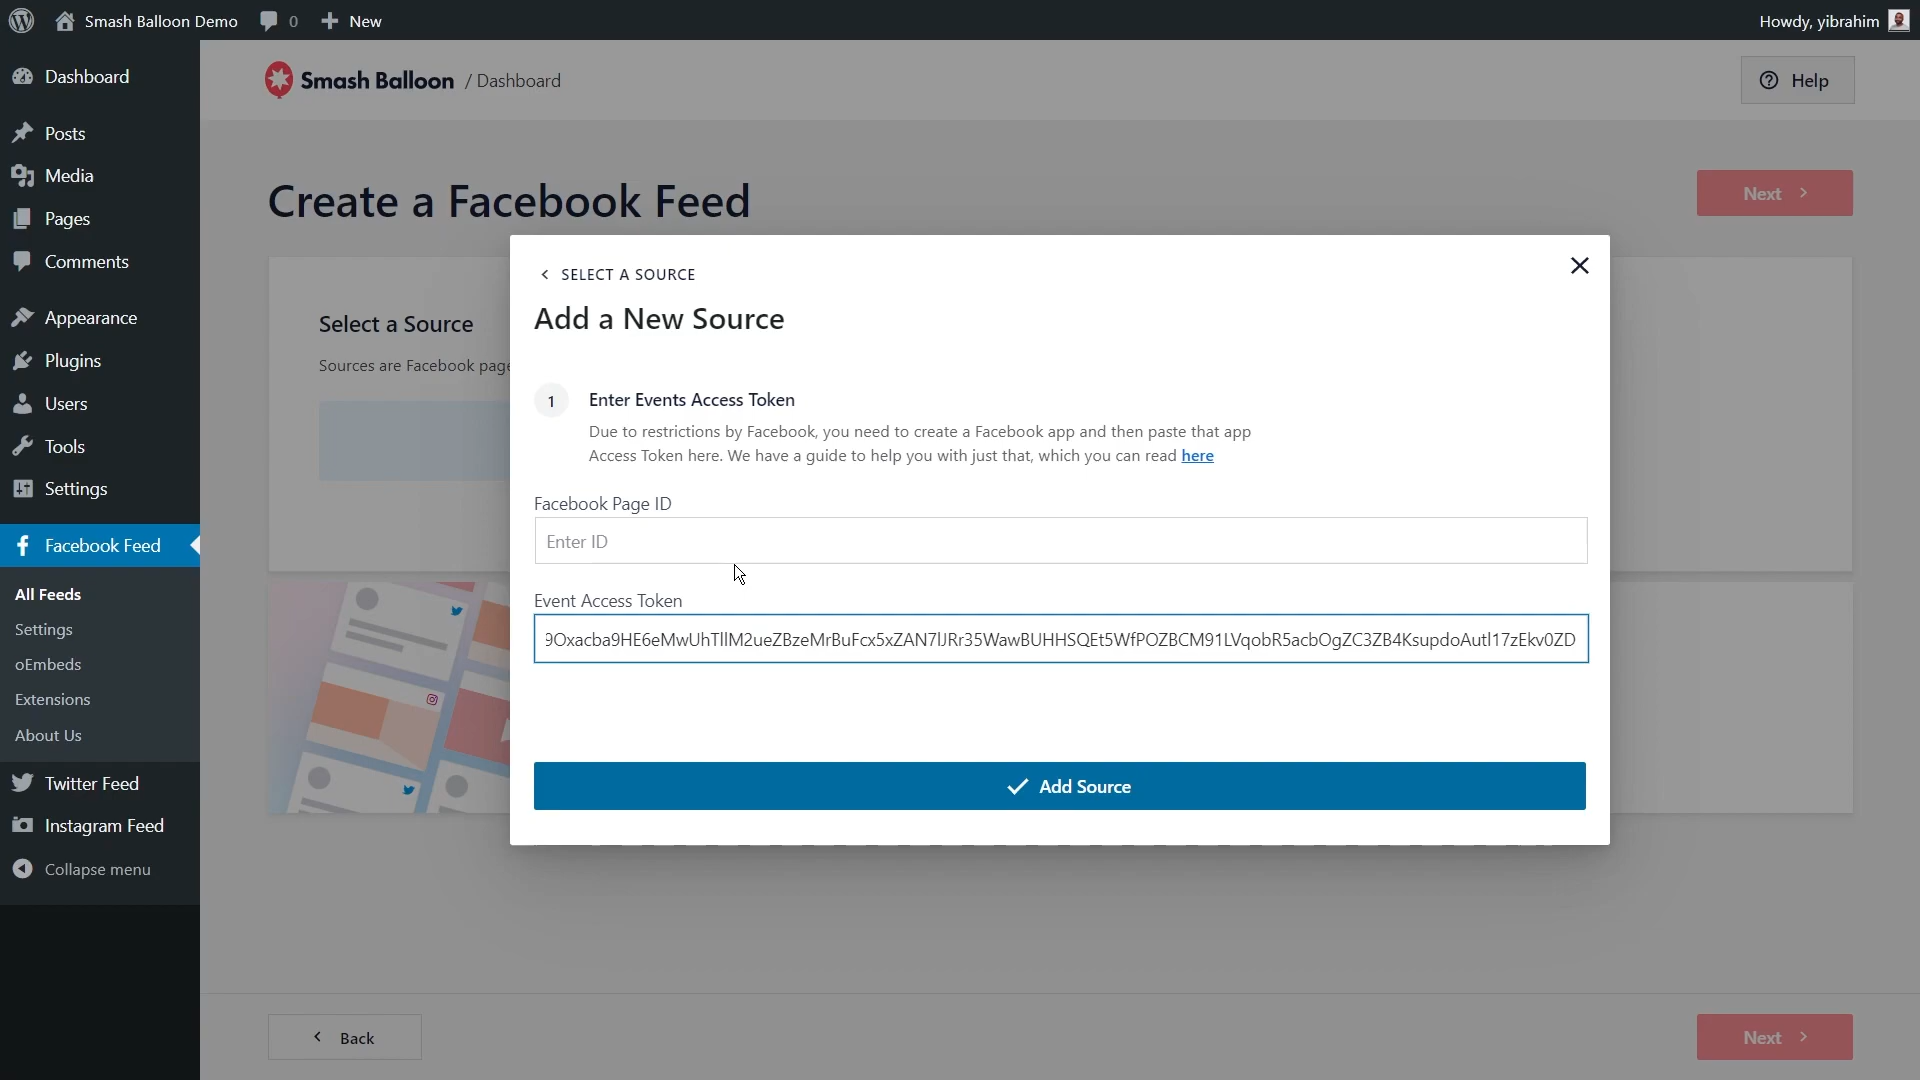 Smash Balloon Demo
0
New
Howdy, yibrahim
Dashboard
Posts
Media
Pages
Comments
Appearance
Plugins
Users
Tools
Settings
Facebook Feed
All Feeds
Settings
oEmbeds
Extensions
About Us
Twitter Feed
Instagram Feed
Collapse menu
Smash Balloon / Dashboard
Help
Create a Facebook Feed
Next
Select a Source
Sources are Facebook page
SELECT A SOURCE
Add a New Source
1
Enter Events Access Token
Due to restrictions by Facebook, you need to create a Facebook app and then paste that app
Access Token here. We have a guide to help you with just that, which you can read here
Facebook Page ID
Enter ID
Event Access Token
Add Source
Back
Next